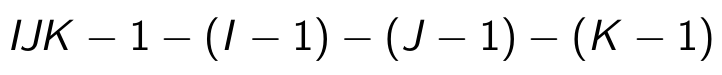 IJK − 1 − (I − 1) − (J − 1) − (K − 1)